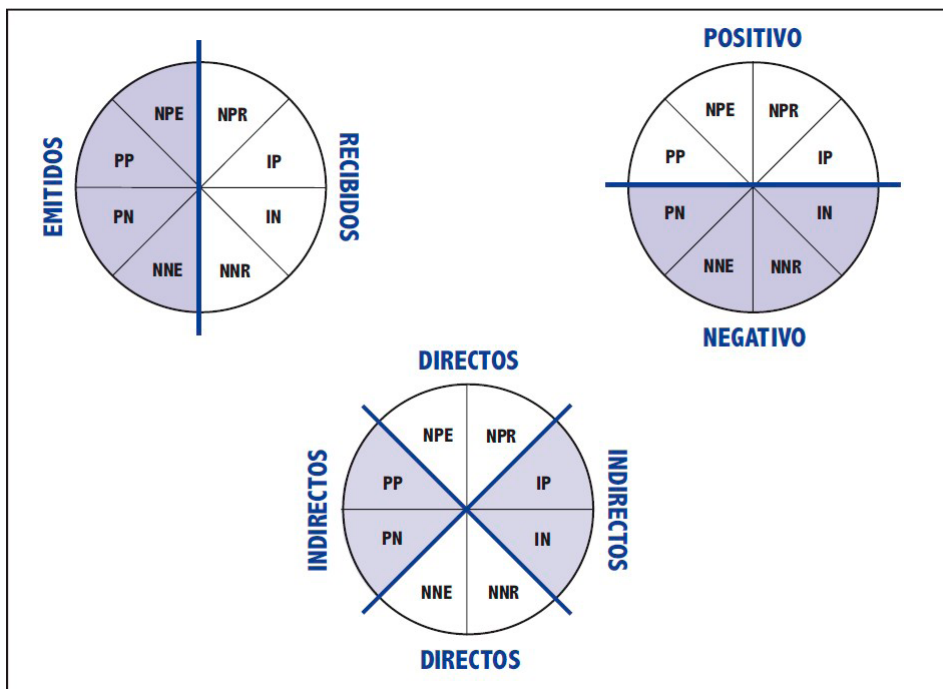 EMITIDOS
NPE
NPR
PP
IP
PN
IN
NNE
NNR
RECIBIDOS
POSITIVO
NPE
NPR
PP
IP
PN
IN
NNE
NNR
NEGATIVO
DIRECTOS
INDIRECTOS
NPE
NPR
PP
IP
PN
IN
NNE
NNR
INDIRECTOS
DIRECTOS